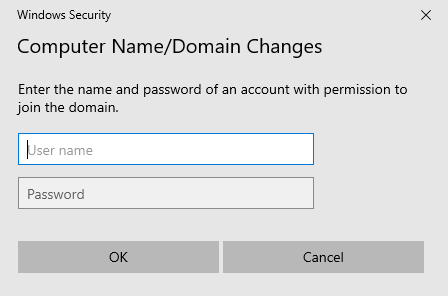 Windows Security
Computer Name/Domain Changes
Enter the name and password of an account with permission to
join the domain.
User name
Password
OK
Cancel